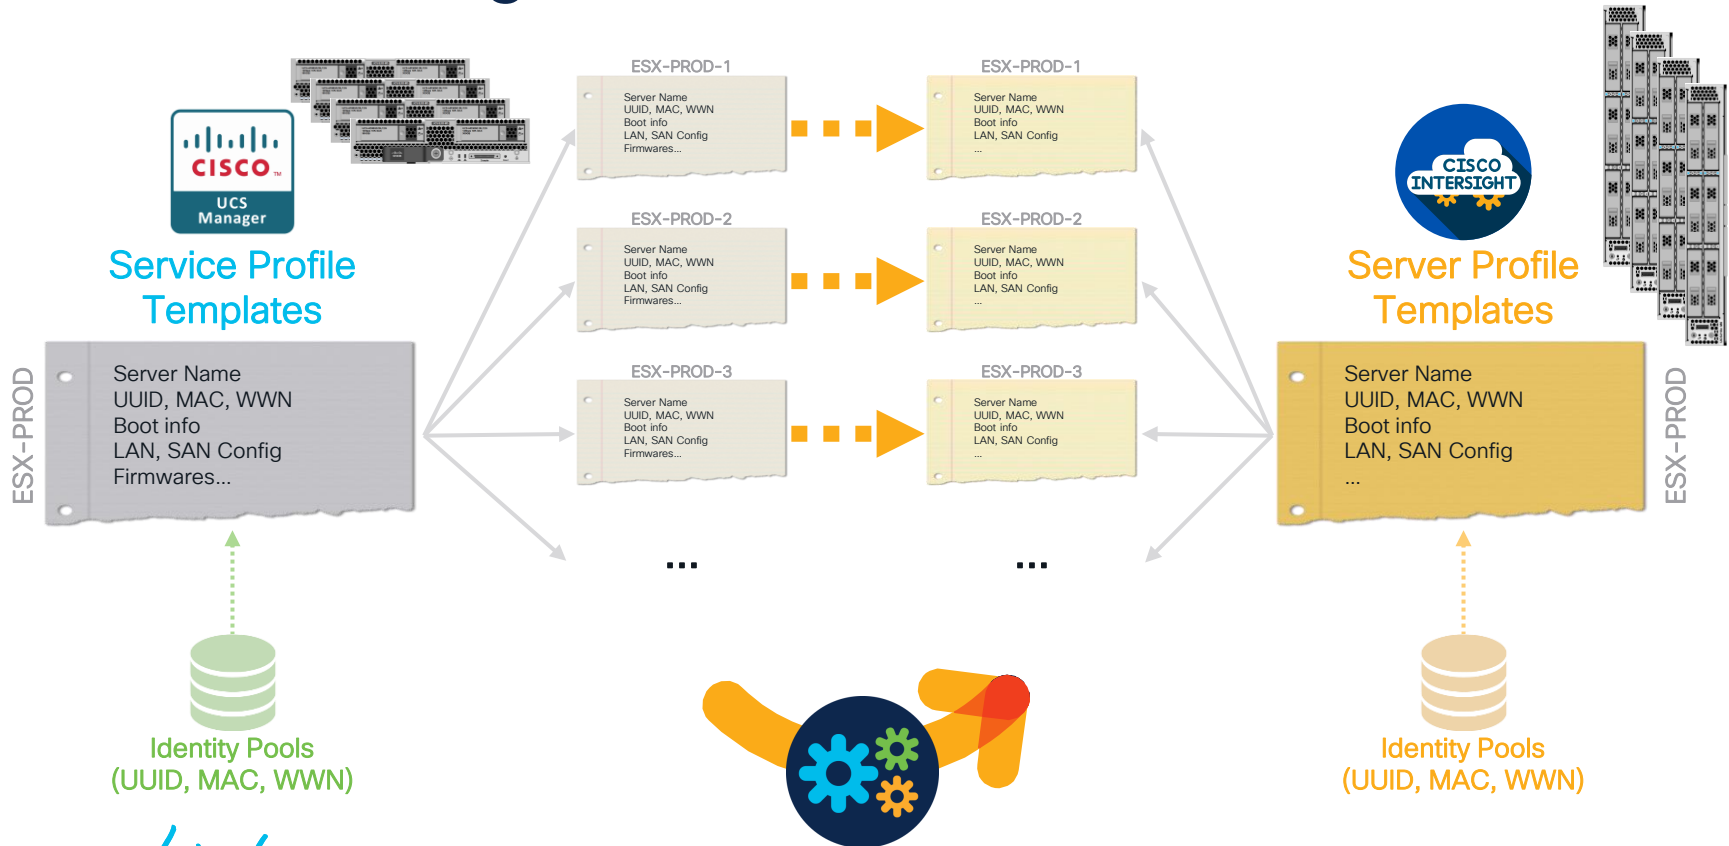 ESX-PROD-1
Server Name
UUID, MAC, WWN
Boot info
LAN, SAN Config
Firmwares...
ESX-PROD-1
Server Name
UUID, MAC, WWN
Boot info
LAN, SAN Config
...
CISCO
TM
UCS
Manager
CISCO
INTERSIGHT
Service Profile
Templates
ESX-PROD-2
Server Name
UUID, MAC, WWN
Boot info
LAN, SAN Config
Firmwares...
ESX-PROD-2
Server Name
UUID, MAC, WWN
Boot info
LAN, SAN Config
...
Server Profile
Templates
ESX-PROD
Server Name
UUID, MAC, WWN
Boot info
LAN, SAN Config
Firmwares...
ESX-PROD-3
Server Name
UUID, MAC, WWN
Boot info
LAN, SAN Config
Firmwares...
ESX-PROD-3
Server Name
UUID, MAC, WWN
Boot info
LAN, SAN Config
...
Server Name
UUID, MAC, WWN
Boot info
LAN, SAN Config
...
ESX-PROD
...
...
Identity Pools
(UUID, MAC, WWN)
Identity Pools
(UUID, MAC, WWN)